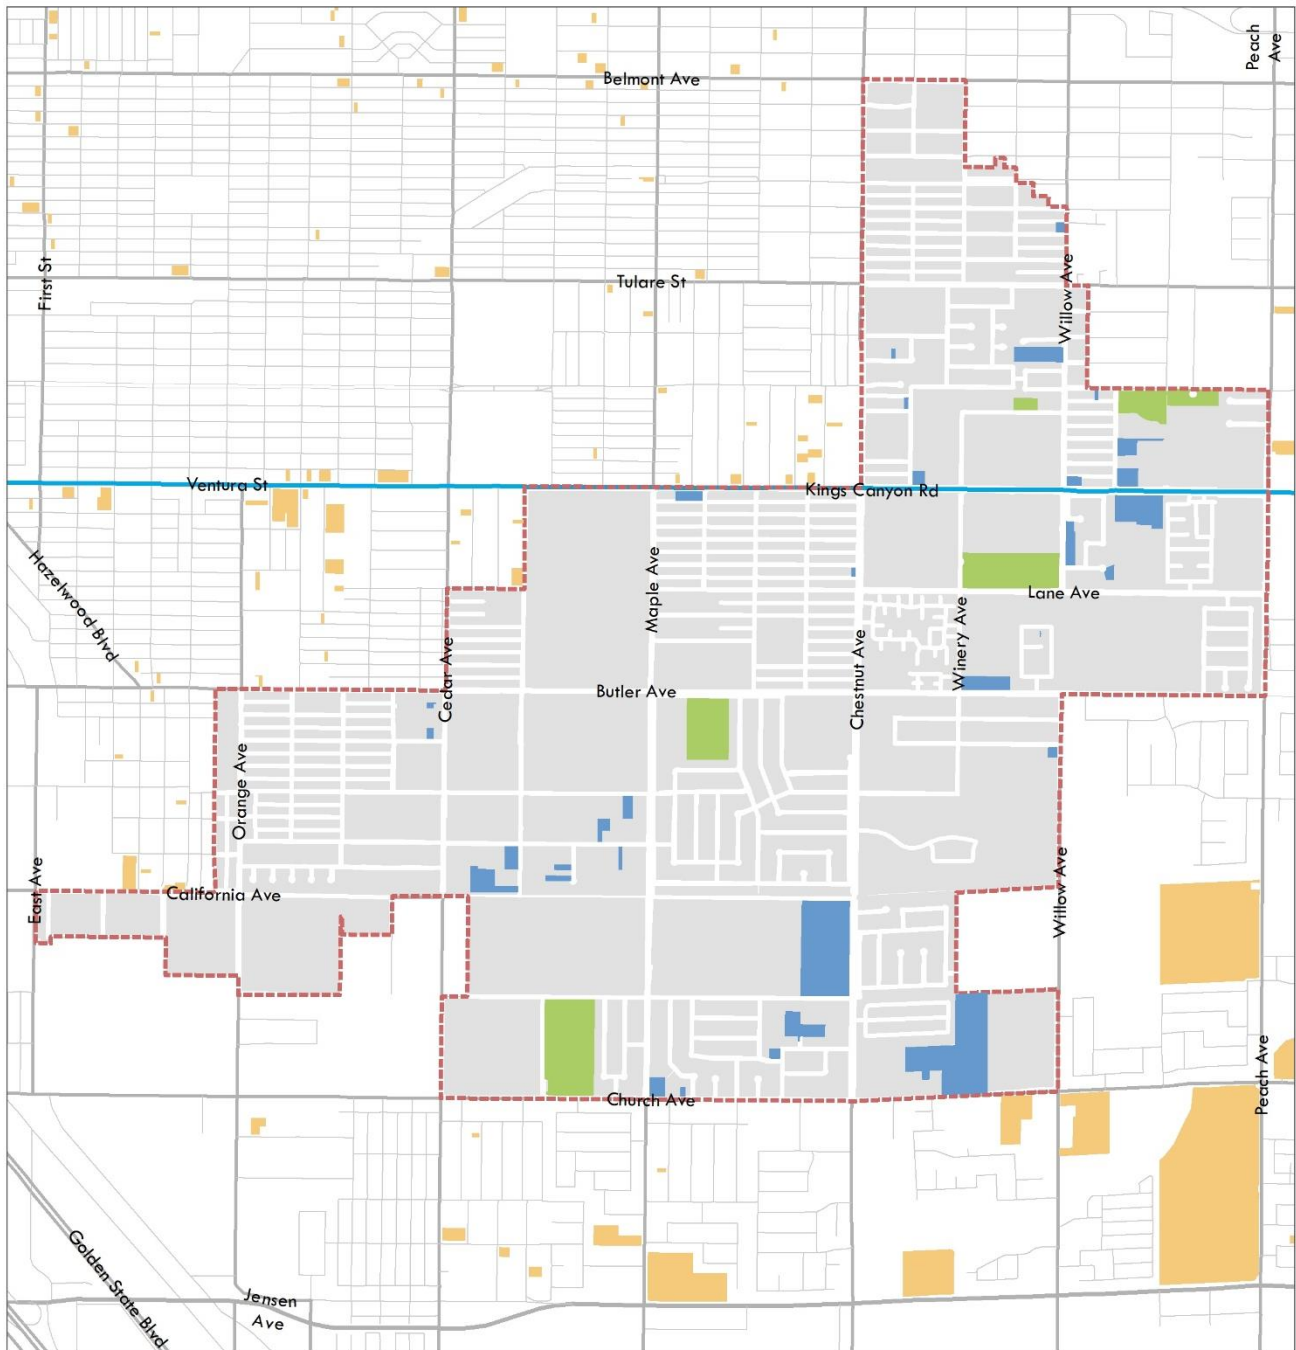 Peach
Ave
Belmont Ave
First St
Tulare St
Willow Ave
Ventura St
Kings Canyon Rd
Hazelwood Blvd
Maple Ave
Lane Ave
Cedar Ave
Chestnut Ave
Winery Ave
Butler Ave
Orange Ave
East Ave
California Ave
Willow Ave
Peach Ave
Church Ave
Golden State Blvd
Jensen
Ave